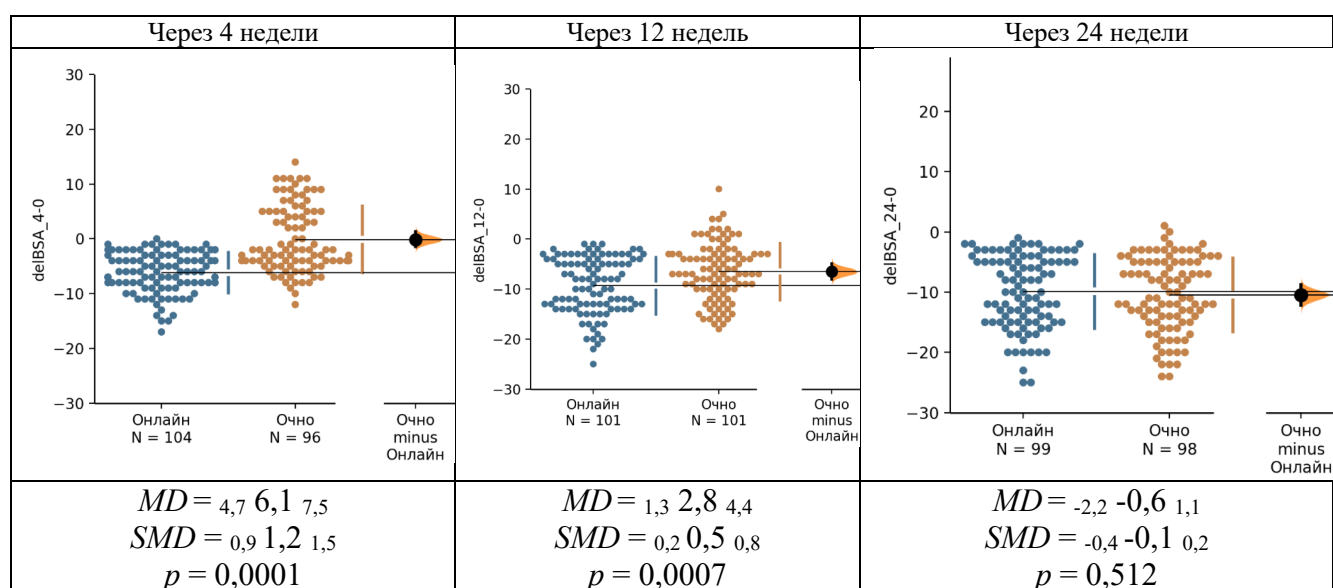 Через 4 недели
Через 12 недель
Через 24 недели
delBSA_4-0
30
20
10
0
−10
−20
−30
Онлайн
N = 104
Очно
N = 96
Очно
minus
Онлайн
delBSA_12-0
30
20
10
0
−10
−20
−30
Онлайн
N = 101
Очно
N = 101
Очно
minus
Онлайн
delBSA_24-0
20
10
0
−10
−20
−30
Онлайн
N = 99
Очно
N = 98
Очно
minus
Онлайн
MD = 4,7 6,1 7,5
SMD = 0,9 1,2 1,5
p = 0,0001
MD = 1,3 2,8 4,4
SMD = 0,2 0,5 0,8
p = 0,0007
MD = -2,2 -0,6 1,1
SMD = -0,4 -0,1 0,2
p = 0,512